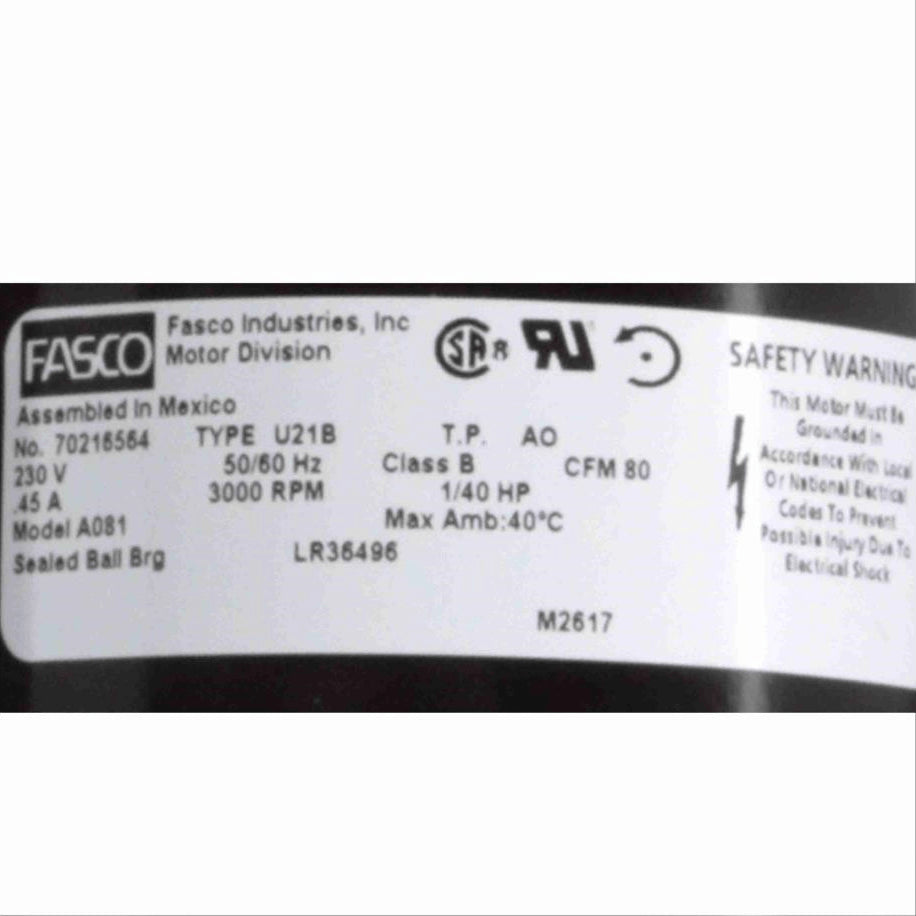 FASCO
Fasco Industries, Inc
Motor Division
Assembled In Mexico
No. 70216564 TYPE U21B T.P. AO
230 V 50/60 Hz Class B CFM 80
.45 A 3000 RPM 1/40 HP
Model A081 Max Amb:40°C
Sealed Ball Brg LR36496
M2617
SAFETY WARNING
This Motor Must Be
Grounded in
Accordance With Local
Or National Electrical
Codes To Prevent
Possible Injury Due To
Electrical Shock